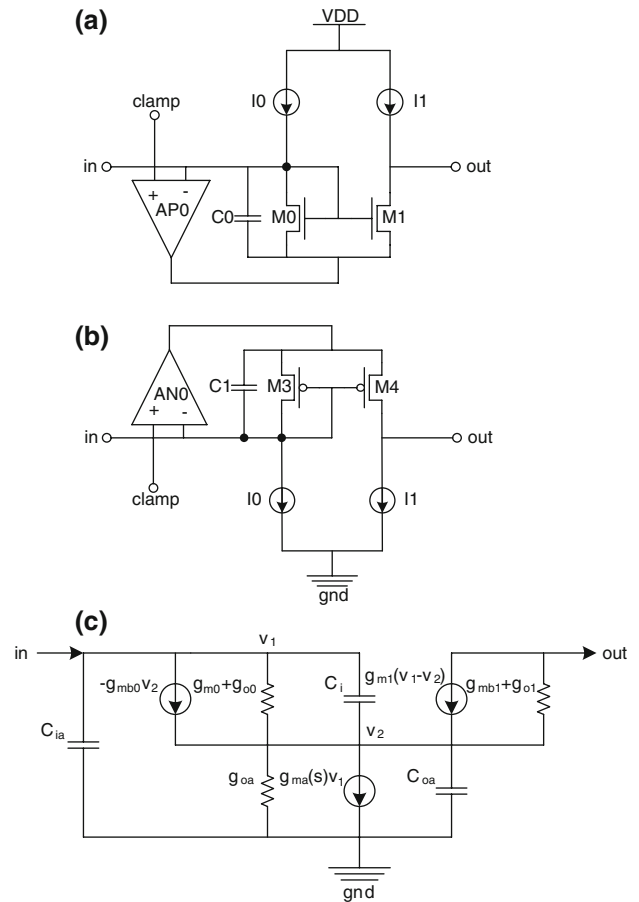 (a)
VDD
clamp
I0
I1
in
out
+ -
AP0
C0
M0
M1
(b)
AN0
+ -
C1
M3
M4
in
out
clamp
I0
I1
gnd
(c)
in
v1
out
-gmb0v2
gm0+go0
Ci
gm1(v1-v2)
gmb1+go1
Cia
v2
goa
gma(s)v1
Coa
gnd